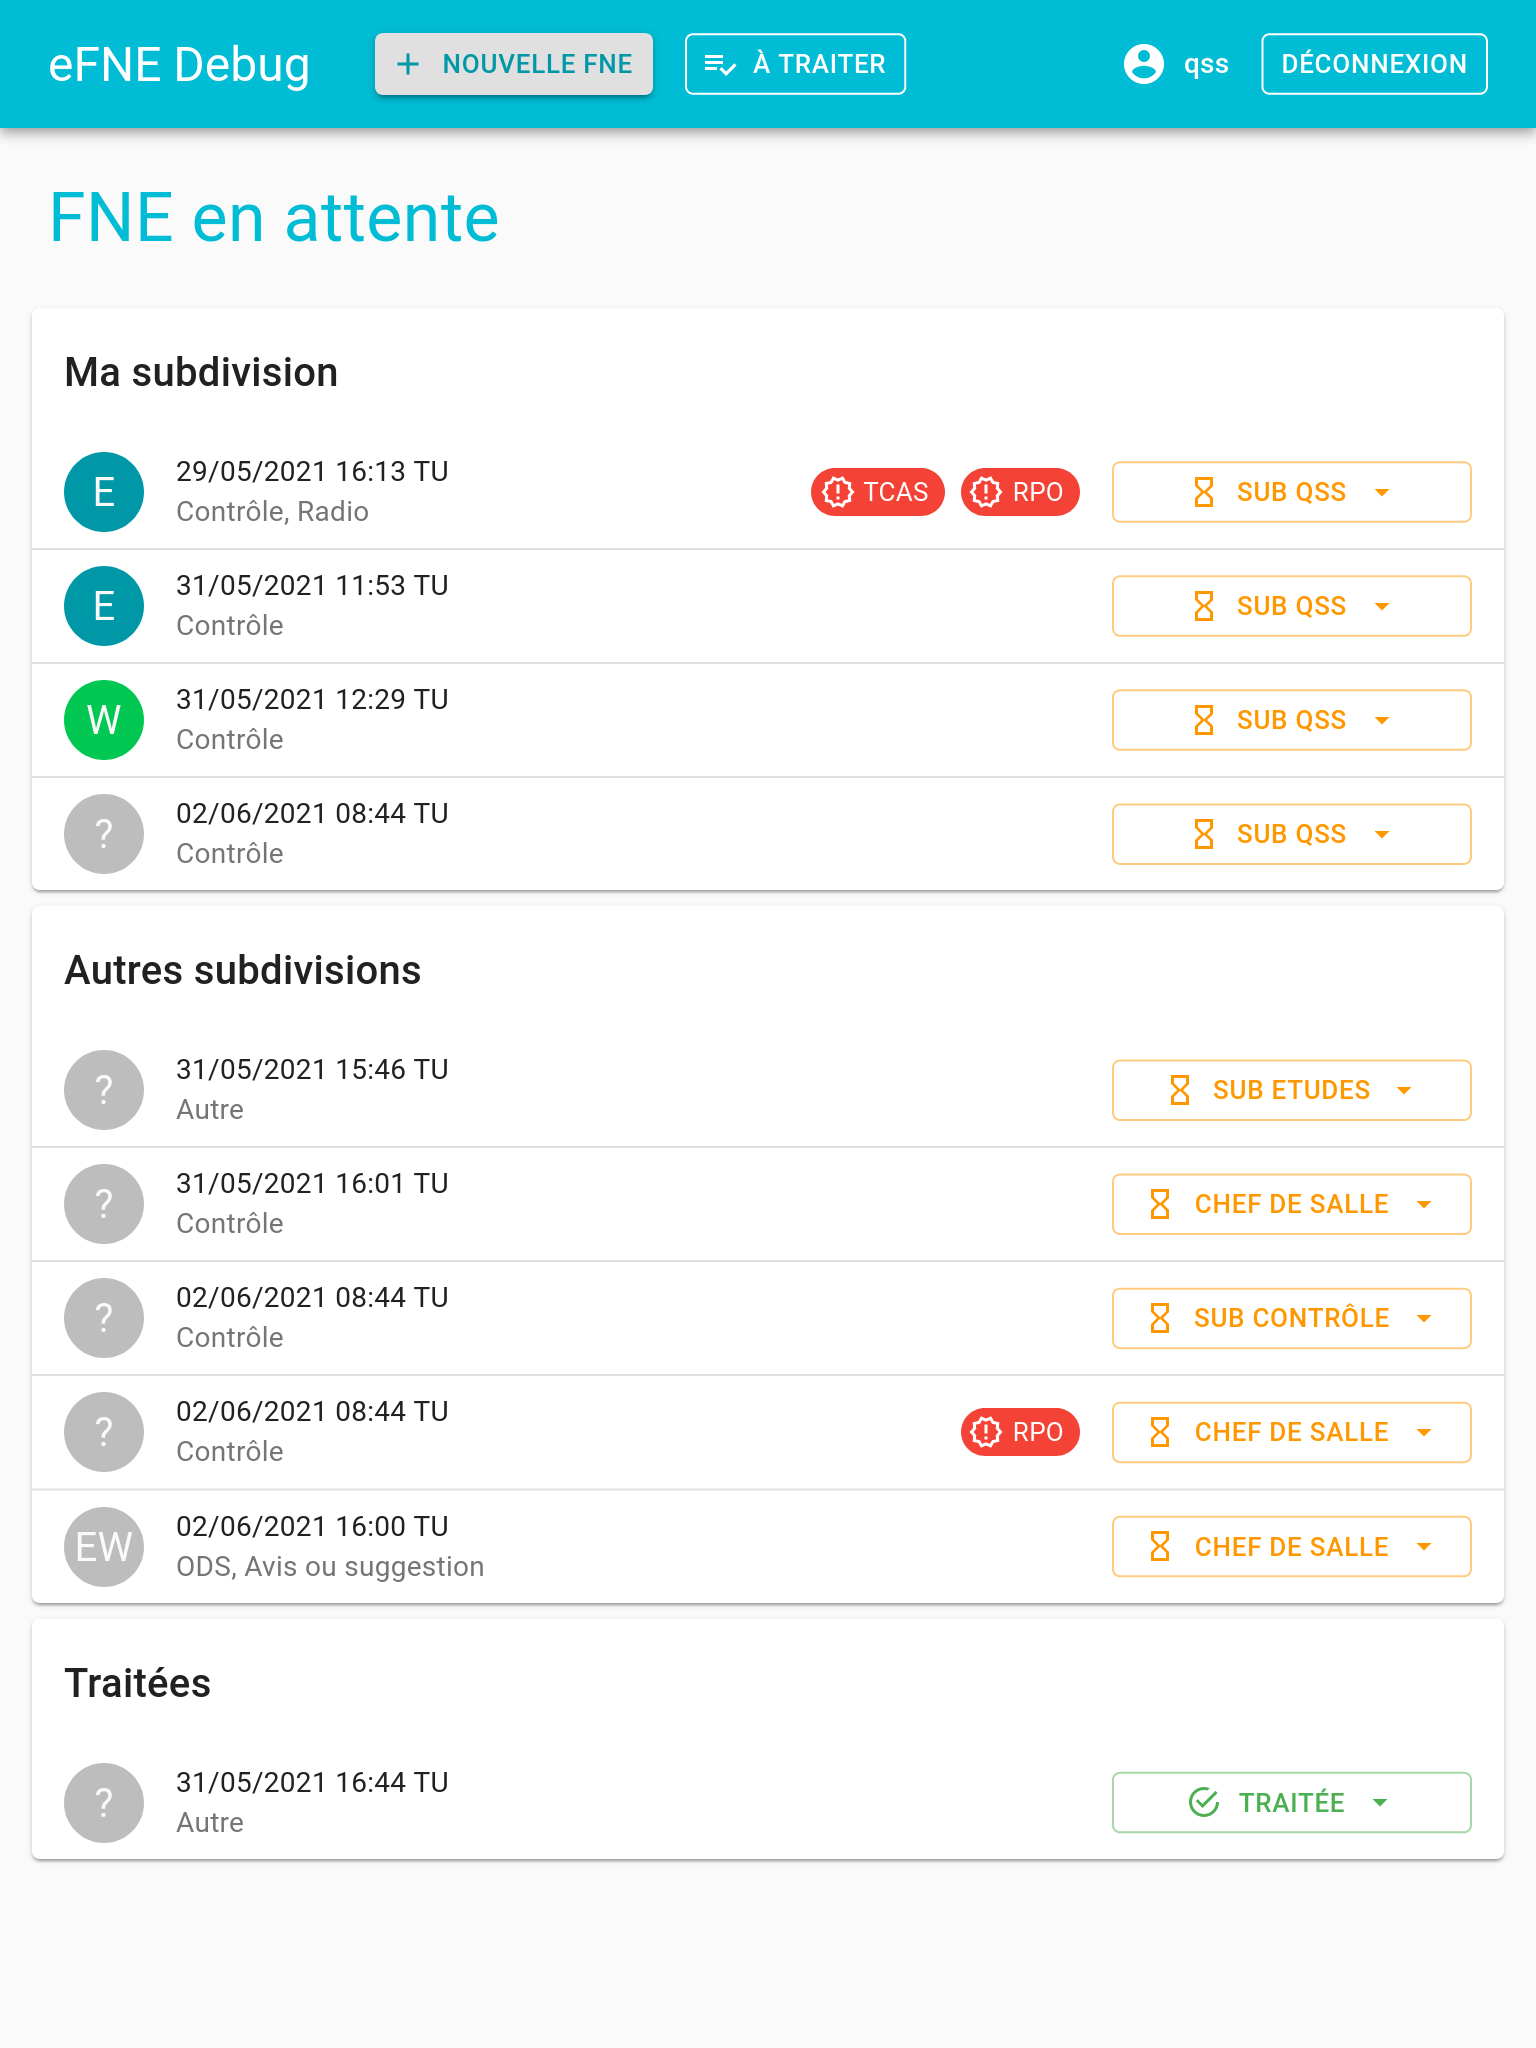 eFNE Debug
NOUVELLE FNE
À TRAITER
qss
DÉCONNEXION
FNE en attente
Ma subdivision
E
29/05/2021 16:13 TU
Contrôle, Radio
TCAS
RPO
SUB QSS
E
31/05/2021 11:53 TU
Contrôle
SUB QSS
W
31/05/2021 12:29 TU
Contrôle
SUB QSS
?
02/06/2021 08:44 TU
Contrôle
SUB QSS
Autres subdivisions
?
31/05/2021 15:46 TU
Autre
SUB ETUDES
?
31/05/2021 16:01 TU
Contrôle
CHEF DE SALLE
?
02/06/2021 08:44 TU
Contrôle
SUB CONTRÔLE
?
02/06/2021 08:44 TU
Contrôle
RPO
CHEF DE SALLE
EW
02/06/2021 16:00 TU
ODS, Avis ou suggestion
CHEF DE SALLE
Traitées
?
31/05/2021 16:44 TU
Autre
TRAITÉE